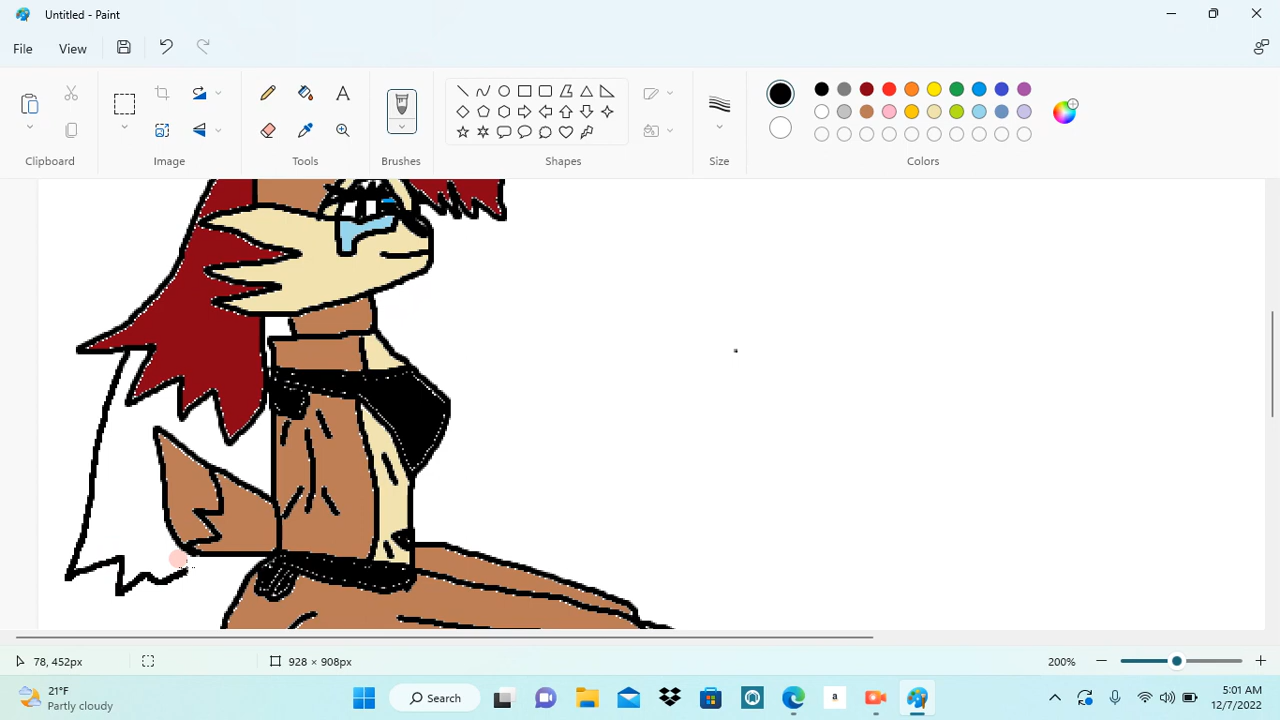 Untitled - Paint
File View
Clipboard Image Tools Brushes Shapes Size Colors
78, 452px 928 × 908px 200%
21°F
Partly cloudy
Search
a
5:01 AM
12/7/2022